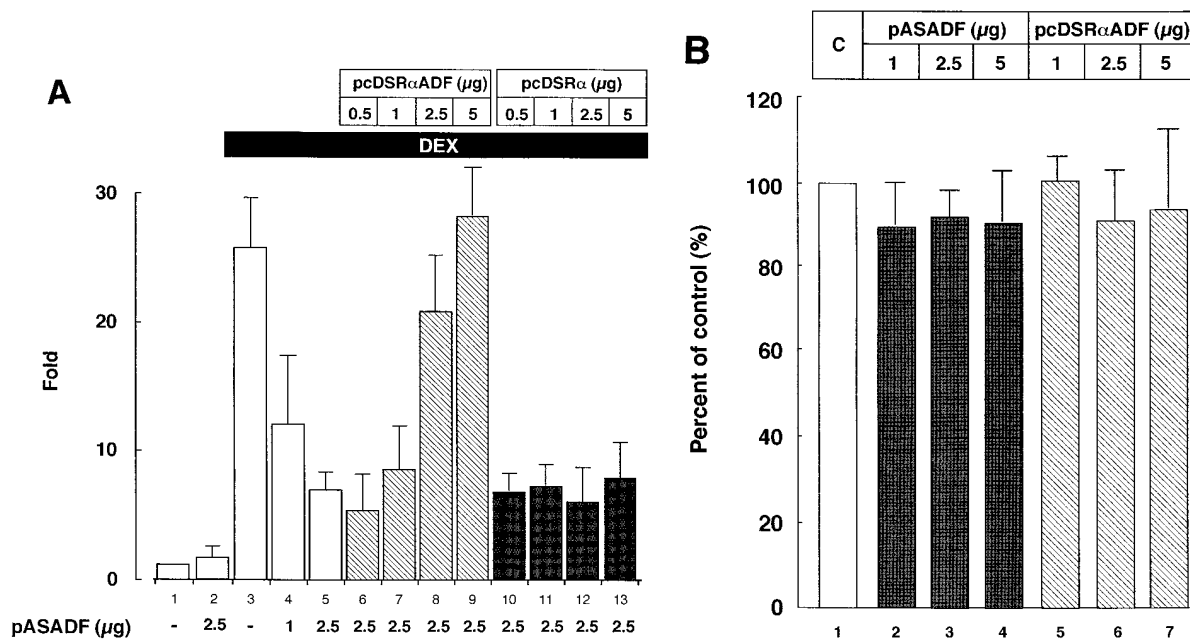 A
pcDSRαADF (µg) pcDSRα (µg)
0.5 1 2.5 5 0.5 1 2.5 5
DEX
30
20
10
0
Fold
1 2 3 4 5 6 7 8 9 10 11 12 13
pASADF (µg) - 2.5 - 1 2.5 2.5 2.5 2.5 2.5 2.5 2.5 2.5 2.5
B
C pASADF (µg) pcDSRαADF (µg)
1 2.5 5 1 2.5 5
120
100
80
60
40
20
0
Percent of control (%)
1 2 3 4 5 6 7